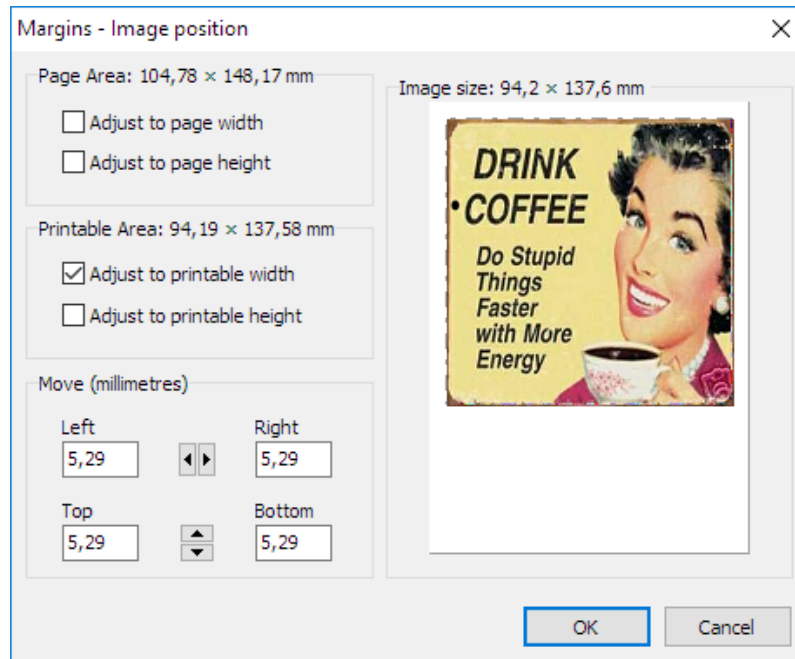 Margins - Image position
Page Area: 104,78 × 148,17 mm
Adjust to page width
Adjust to page height
Printable Area: 94,19 × 137,58 mm
Adjust to printable width
Adjust to printable height
Move (millimetres)
Left
Right
5,29
5,29
Top
Bottom
5,29
5,29
Image size: 94,2 × 137,6 mm
DRINK
COFFEE
Do Stupid
Things
Faster
with More
Energy
OK
Cancel